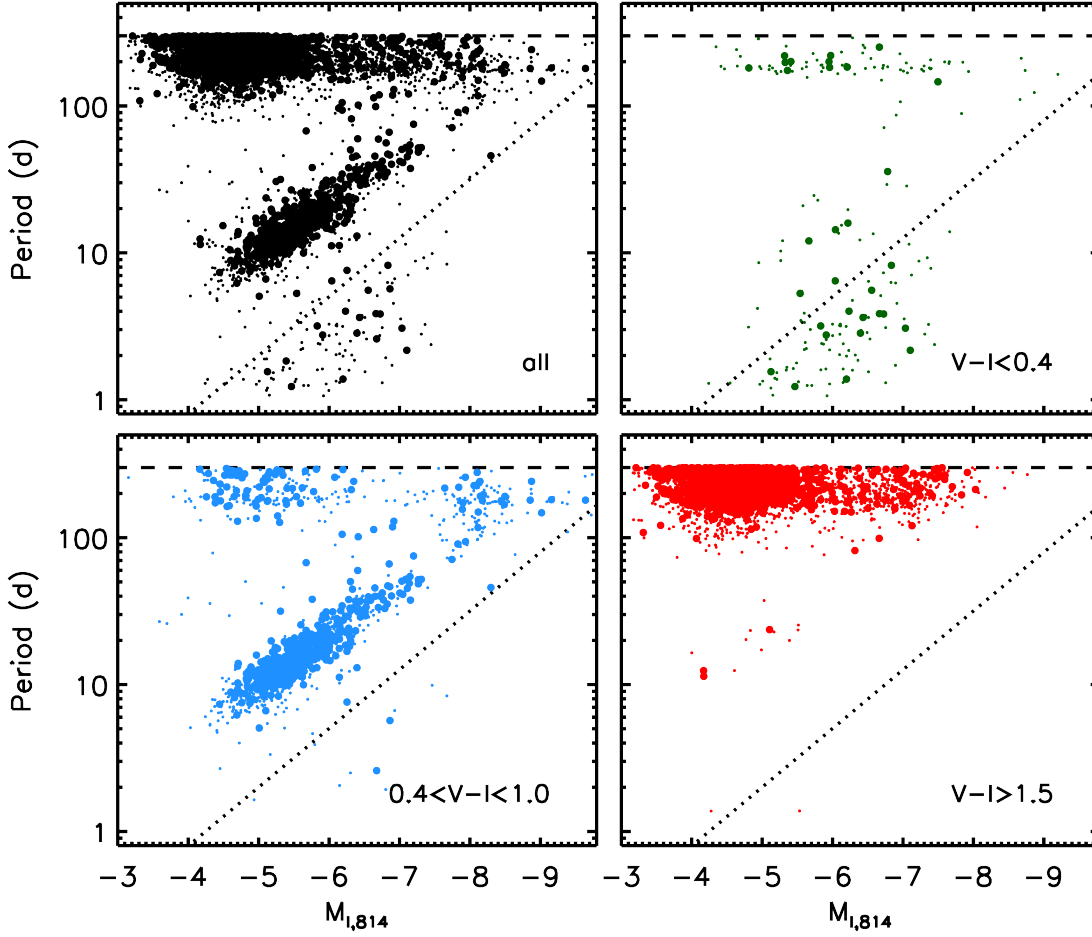 Period (d)
100
10
1
all
V−I<0.4
Period (d)
100
10
1
0.4<V−I<1.0
V−I>1.5
−3 −4 −5 −6 −7 −8 −9
−3 −4 −5 −6 −7 −8 −9
M_I,814
M_I,814